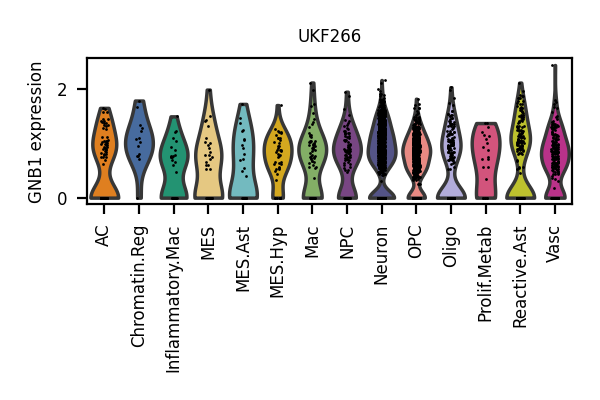 UKF266
GNB1 expression
2
0
AC
Chromatin.Reg
Inflammatory.Mac
MES
MES.Ast
MES.Hyp
Mac
NPC
Neuron
OPC
Oligo
Prolif.Metab
Reactive.Ast
Vasc